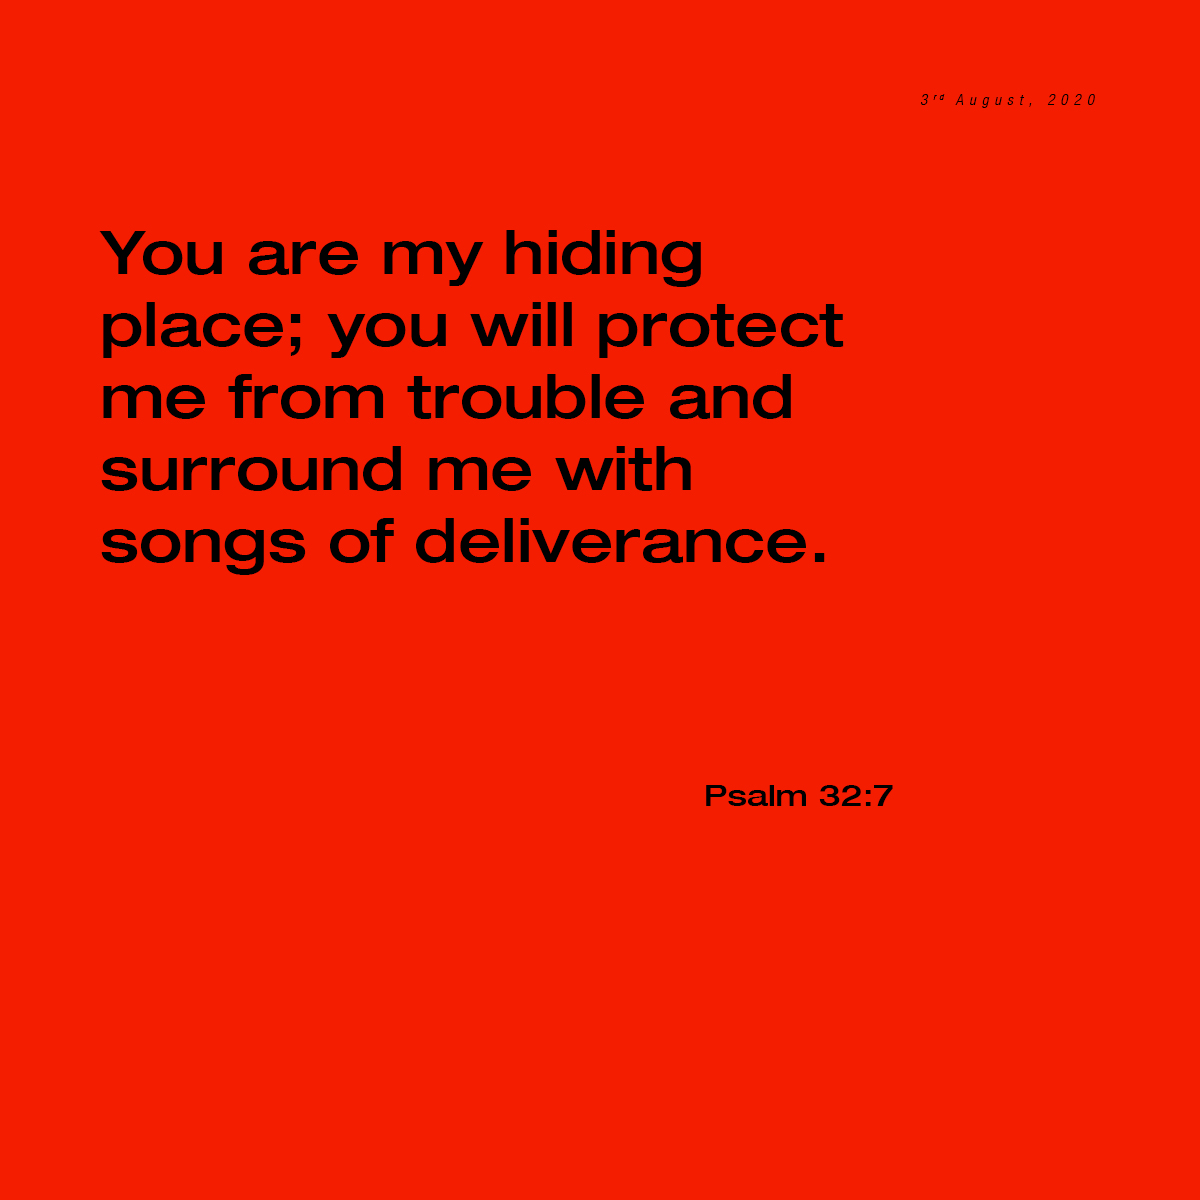 3rd August, 2020
You are my hiding
place; you will protect
me from trouble and
surround me with
songs of deliverance.
Psalm 32:7